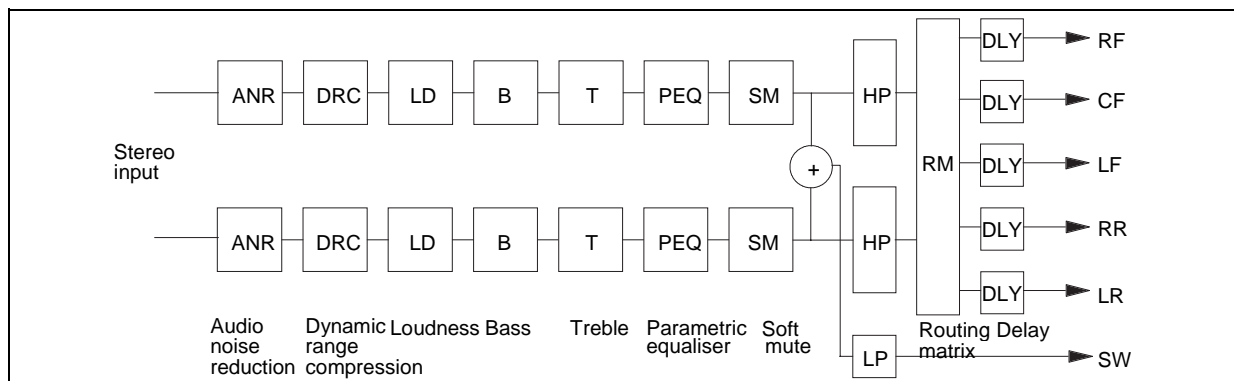 DLY RF
ANR DRC LD B T PEQ SM HP DLY CF
Stereo
input
+ RM DLY LF
ANR DRC LD B T PEQ SM HP DLY RR
DLY LR
Audio
noise
reduction
Dynamic
range
compression
Loudness
Bass
Treble
Parametric
equaliser
Soft
mute
Routing
matrix
Delay
LP SW